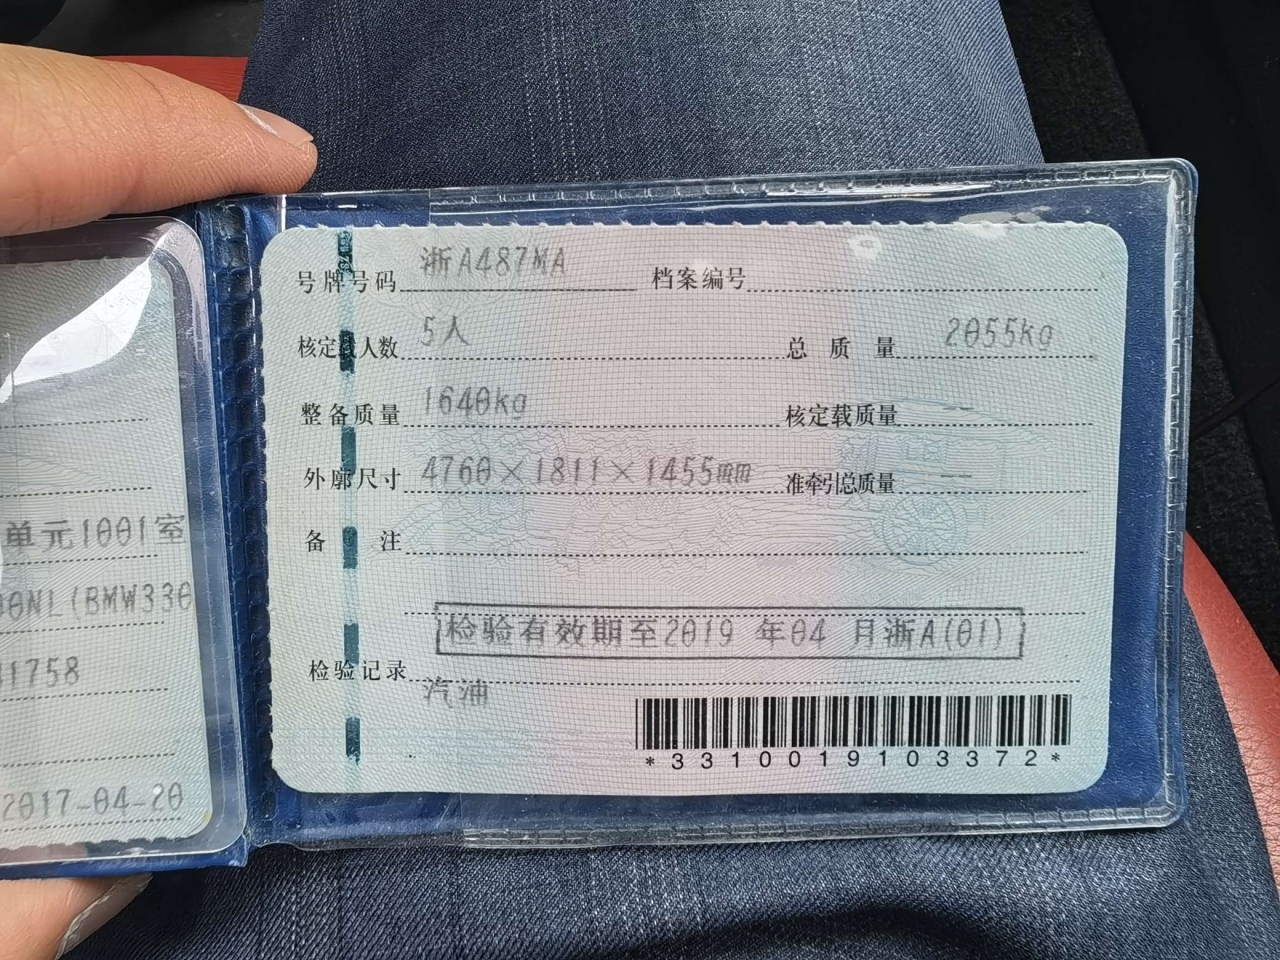 单元1001室
0NL(BMW330
1758
2017-04-20
号牌号码 浙A487MA 档案编号
核定载人数 5人 总质量 2055kg
整备质量 1640kg 核定载质量 --
外廓尺寸 4760×1811×1455mm 准牵引总质量 --
备注
检验有效期至2019 年04 月浙A(01)
检验记录
汽油
*3310019103372*